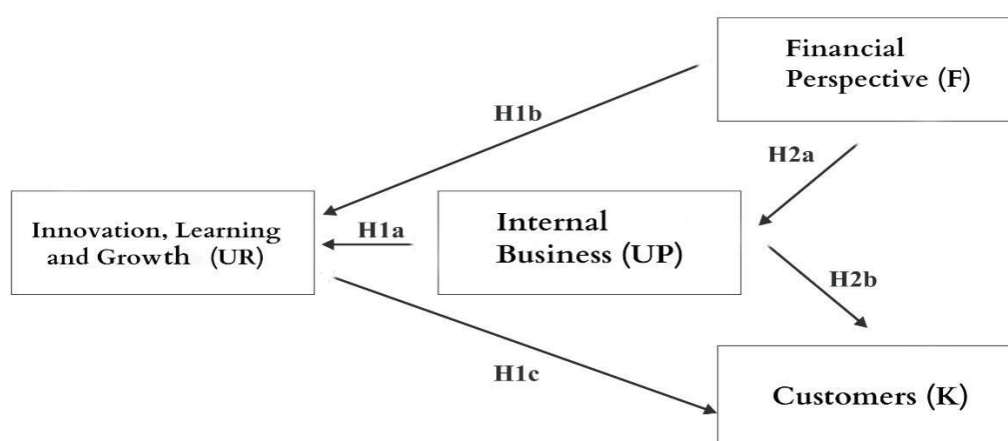 Financial
Perspective (F)
H1b
H2a
Innovation, Learning
and Growth (UR)
H1a
Internal
Business (UP)
H2b
H1c
Customers (K)